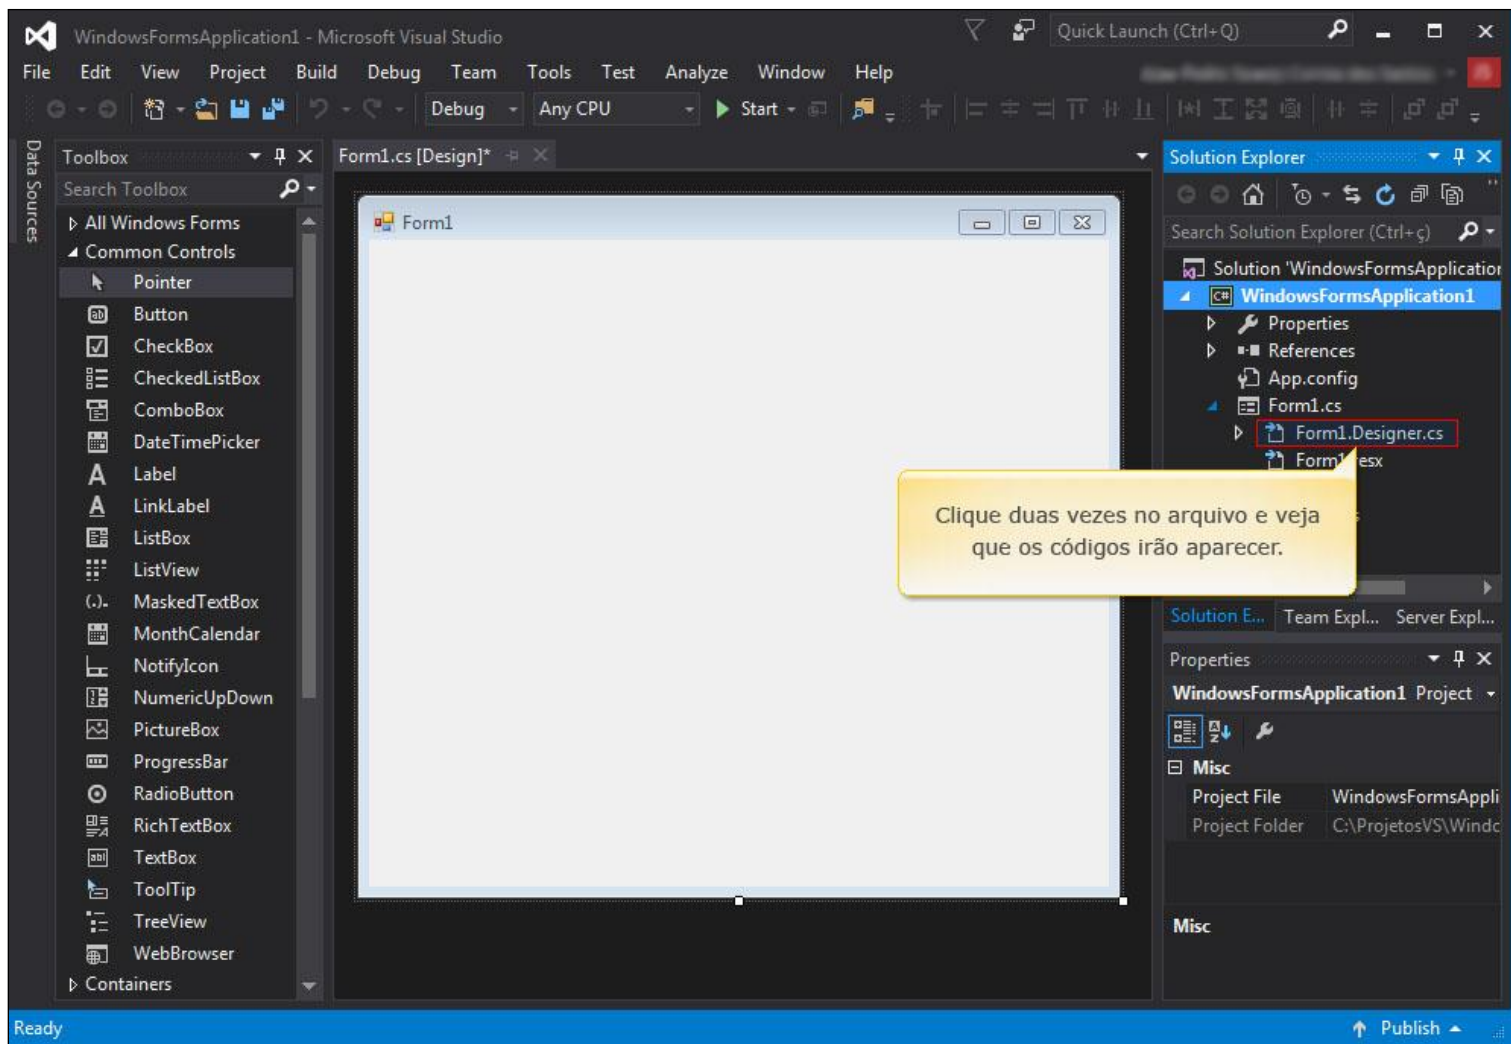 WindowsFormsApplication1 - Microsoft Visual Studio
Quick Launch (Ctrl+Q)
File Edit View Project Build Debug Team Tools Test Analyze Window Help
Debug Any CPU Start
Data Sources
Toolbox
Search Toolbox
All Windows Forms
Common Controls
Pointer
Button
CheckBox
CheckedListBox
ComboBox
DateTimePicker
Label
LinkLabel
ListBox
ListView
MaskedTextBox
MonthCalendar
NotifyIcon
NumericUpDown
PictureBox
ProgressBar
RadioButton
RichTextBox
TextBox
ToolTip
TreeView
WebBrowser
Containers
Form1.cs [Design]*
Form1
Clique duas vezes no arquivo e veja
que os códigos irão aparecer.
Solution Explorer
Search Solution Explorer (Ctrl+ç)
Solution 'WindowsFormsApplication
WindowsFormsApplication1
Properties
References
App.config
Form1.cs
Form1.Designer.cs
Solution E... Team Expl... Server Expl...
Properties
WindowsFormsApplication1 Project
Misc
Project File WindowsFormsAppli
Project Folder C:\ProjetosVS\Windo
Misc
Ready
Publish